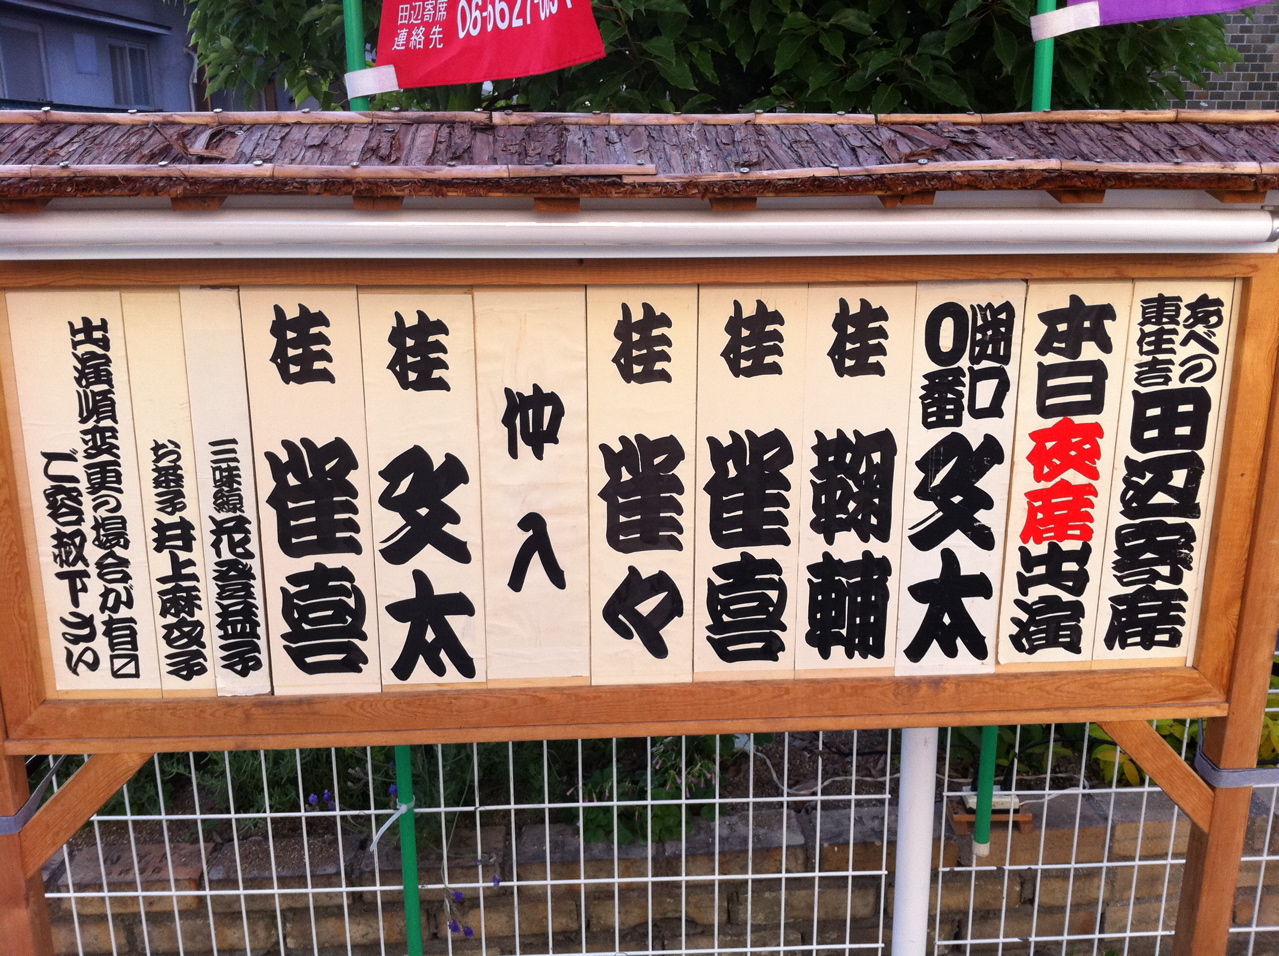 田辺寄席
連絡先
06-6627-
あべの
東住吉
田辺寄席
本日夜席出演
開口
0番
文太
桂 鞠輔
桂 雀喜
桂 雀々
仲入
桂 文太
桂 雀喜
三味線 花登益子
お茶子 井上麻女子
出演順変更の場合が有ります
ご容赦下さい